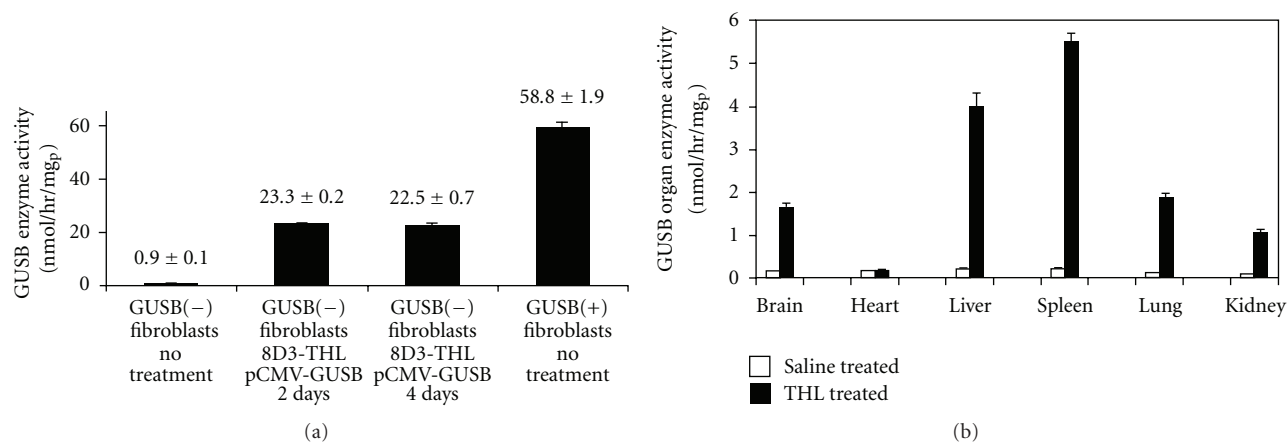 GUSB enzyme activity
(nmol/hr/mgp)
60
40
20
0
0.9 ± 0.1
23.3 ± 0.2
22.5 ± 0.7
58.8 ± 1.9
GUSB(−)
fibroblasts
no
treatment
GUSB(−)
fibroblasts
8D3-THL
pCMV-GUSB
2 days
GUSB(−)
fibroblasts
8D3-THL
pCMV-GUSB
4 days
GUSB(+)
fibroblasts
no
treatment
(a)
GUSB organ enzyme activity
(nmol/hr/mgp)
6
5
4
3
2
1
0
Brain
Heart
Liver
Spleen
Lung
Kidney
Saline treated
THL treated
(b)